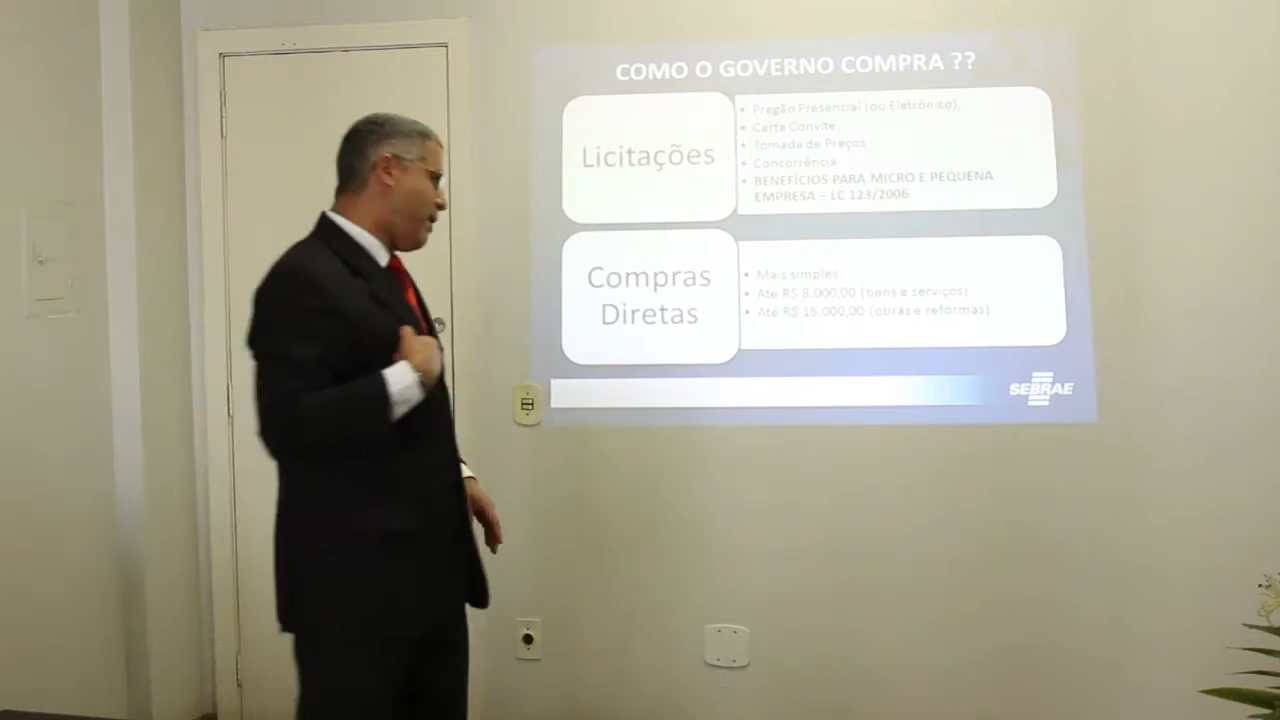 COMO O GOVERNO COMPRA ??
Licitações
• Pregão Presencial (ou Eletrônico),
• Carta Convite,
• Tomada de Preços
• Concorrência
• BENEFÍCIOS PARA MICRO E PEQUENA
EMPRESA – LC 123/2006
Compras
Diretas
• Mais simples:
• Até R$ 8.000,00 (bens e serviços)
• Até R$ 15.000,00 (obras e reformas)
SEBRAE